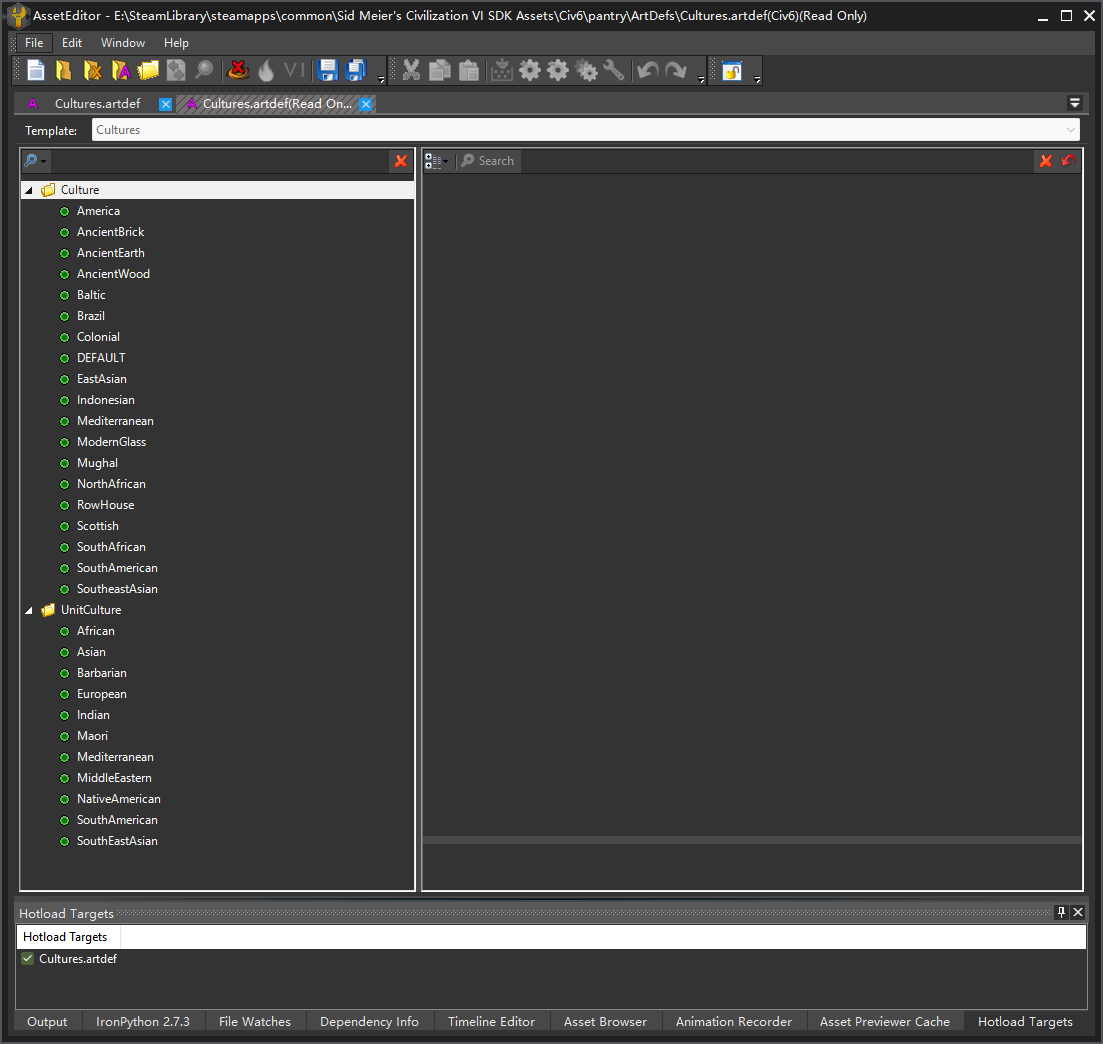 AssetEditor - E:\SteamLibrary\steamapps\common\Sid Meier's Civilization VI SDK Assets\Civ6\pantry\ArtDefs\Cultures.artdef(Civ6)(Read Only)
File Edit Window Help
VI
Cultures.artdef Cultures.artdef(Read On...
Template: Cultures
Search
Culture
America
AncientBrick
AncientEarth
AncientWood
Baltic
Brazil
Colonial
DEFAULT
EastAsian
Indonesian
Mediterranean
ModernGlass
Mughal
NorthAfrican
RowHouse
Scottish
SouthAfrican
SouthAmerican
SoutheastAsian
UnitCulture
African
Asian
Barbarian
European
Indian
Maori
Mediterranean
MiddleEastern
NativeAmerican
SouthAmerican
SouthEastAsian
Hotload Targets
Hotload Targets
Cultures.artdef
Output IronPython 2.7.3 File Watches Dependency Info Timeline Editor Asset Browser Animation Recorder Asset Previewer Cache Hotload Targets